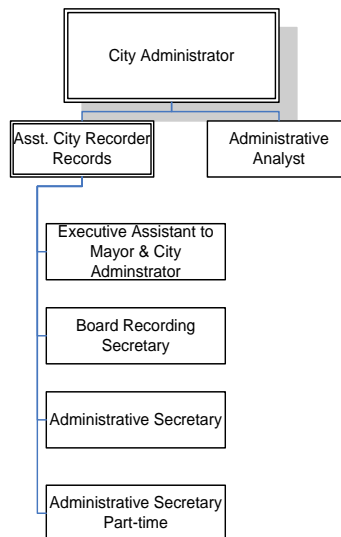 City Administrator
Asst. City Recorder
Records
Administrative
Analyst
Executive Assistant to
Mayor & City
Adminstrator
Board Recording
Secretary
Administrative Secretary
Administrative Secretary
Part-time